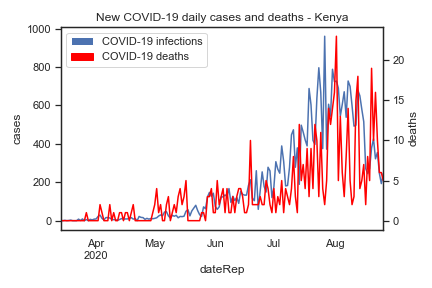 New COVID-19 daily cases and deaths - Kenya
COVID-19 infections
COVID-19 deaths
1000
800
600
400
200
0
cases
20
15
10
5
0
deaths
Apr
2020
May
Jun
Jul
Aug
dateRep